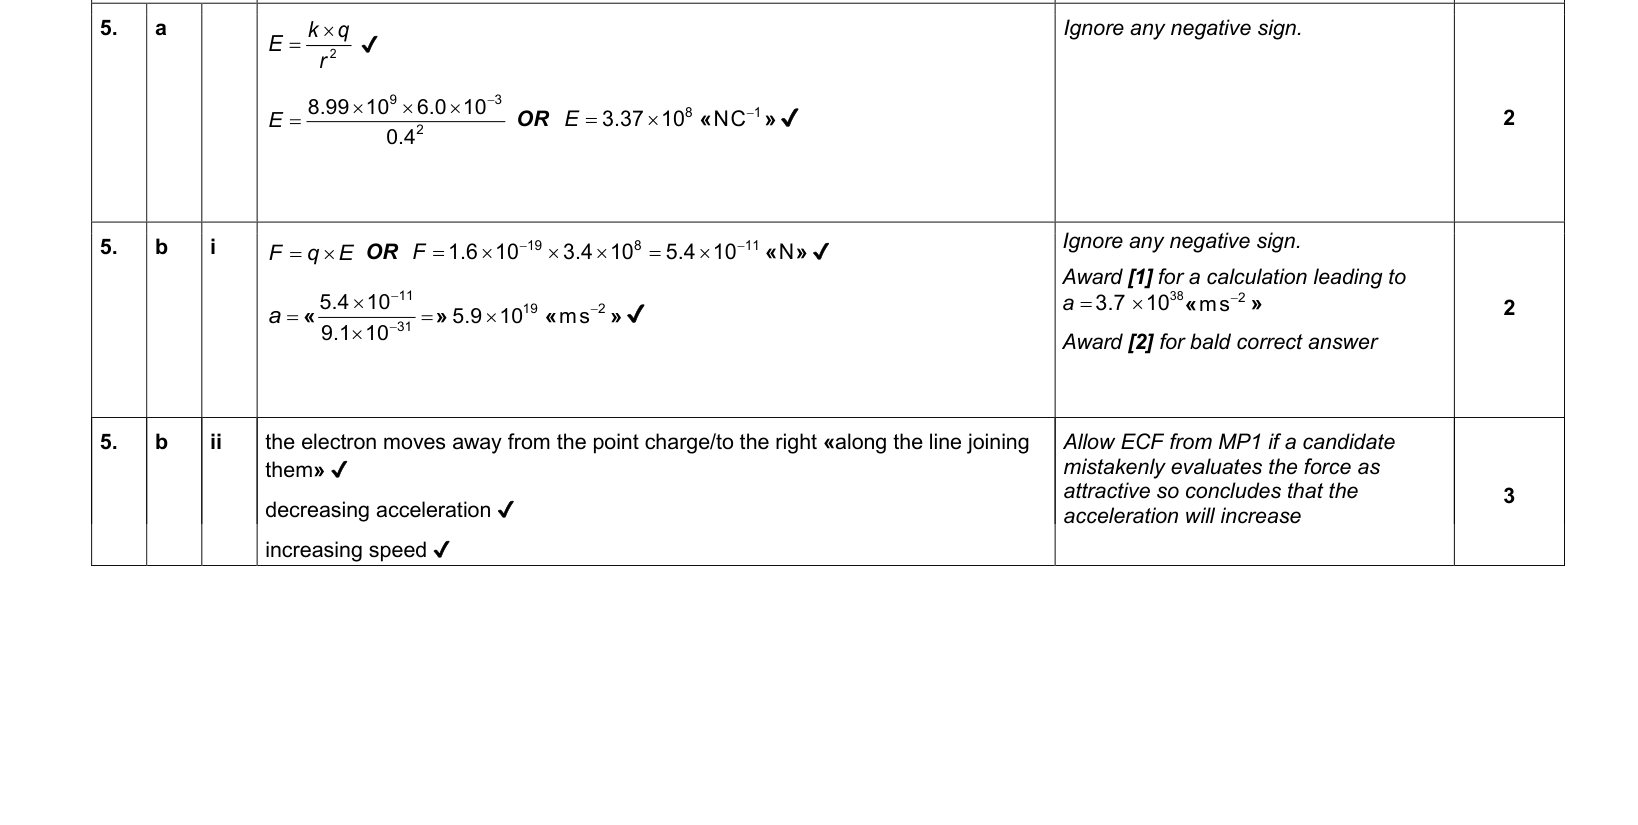 5. a
E = k × q / r² ✓
Ignore any negative sign.
E = 8.99 × 10⁹ × 6.0 × 10⁻³ / 0.4² OR E = 3.37 × 10⁸ «N C⁻¹» ✓
2
5. b i
F = q × E OR F = 1.6 × 10⁻¹⁹ × 3.4 × 10⁸ = 5.4 × 10⁻¹¹ «N» ✓
a = « 5.4 × 10⁻¹¹ / 9.1 × 10⁻³¹ =» 5.9 × 10¹⁹ «m s⁻²» ✓
Ignore any negative sign.
Award [1] for a calculation leading to
a = 3.7 × 10³⁸ «m s⁻²»
Award [2] for bald correct answer
2
5. b ii
the electron moves away from the point charge/to the right «along the line joining
them» ✓
decreasing acceleration ✓
increasing speed ✓
Allow ECF from MP1 if a candidate
mistakenly evaluates the force as
attractive so concludes that the
acceleration will increase
3